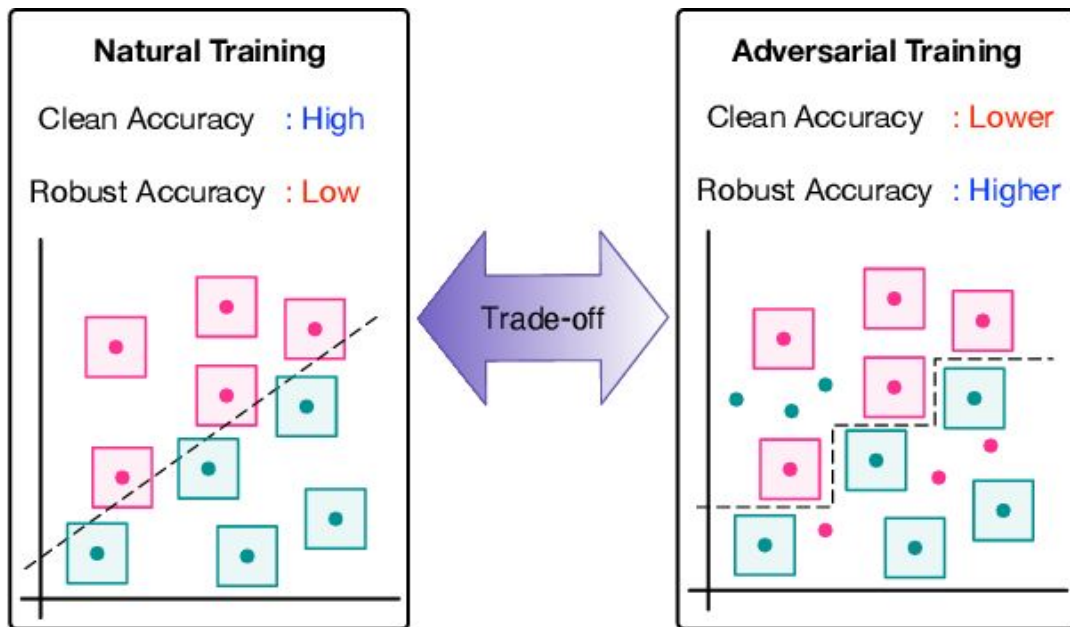 Natural Training
Clean Accuracy : High
Robust Accuracy : Low
Trade-off
Adversarial Training
Clean Accuracy : Lower
Robust Accuracy : Higher